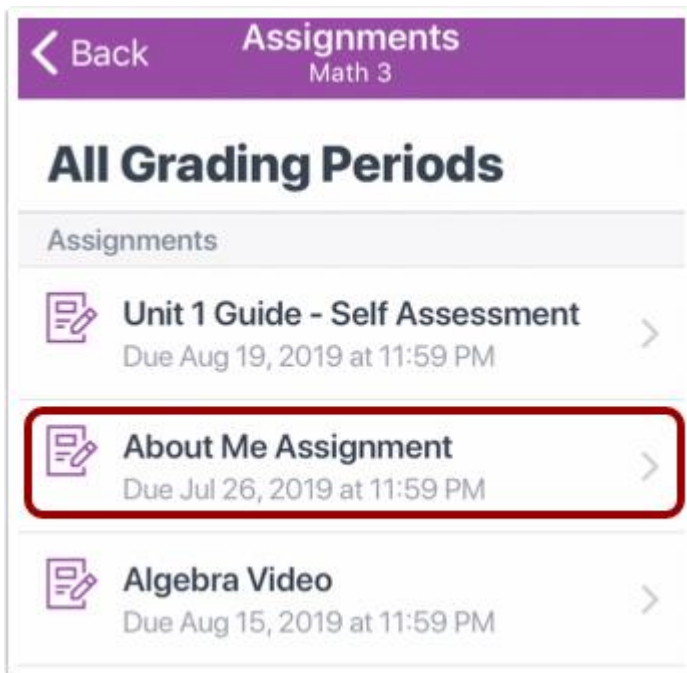 Back
Assignments
Math 3
All Grading Periods
Assignments
Unit 1 Guide - Self Assessment
Due Aug 19, 2019 at 11:59 PM
About Me Assignment
Due Jul 26, 2019 at 11:59 PM
Algebra Video
Due Aug 15, 2019 at 11:59 PM